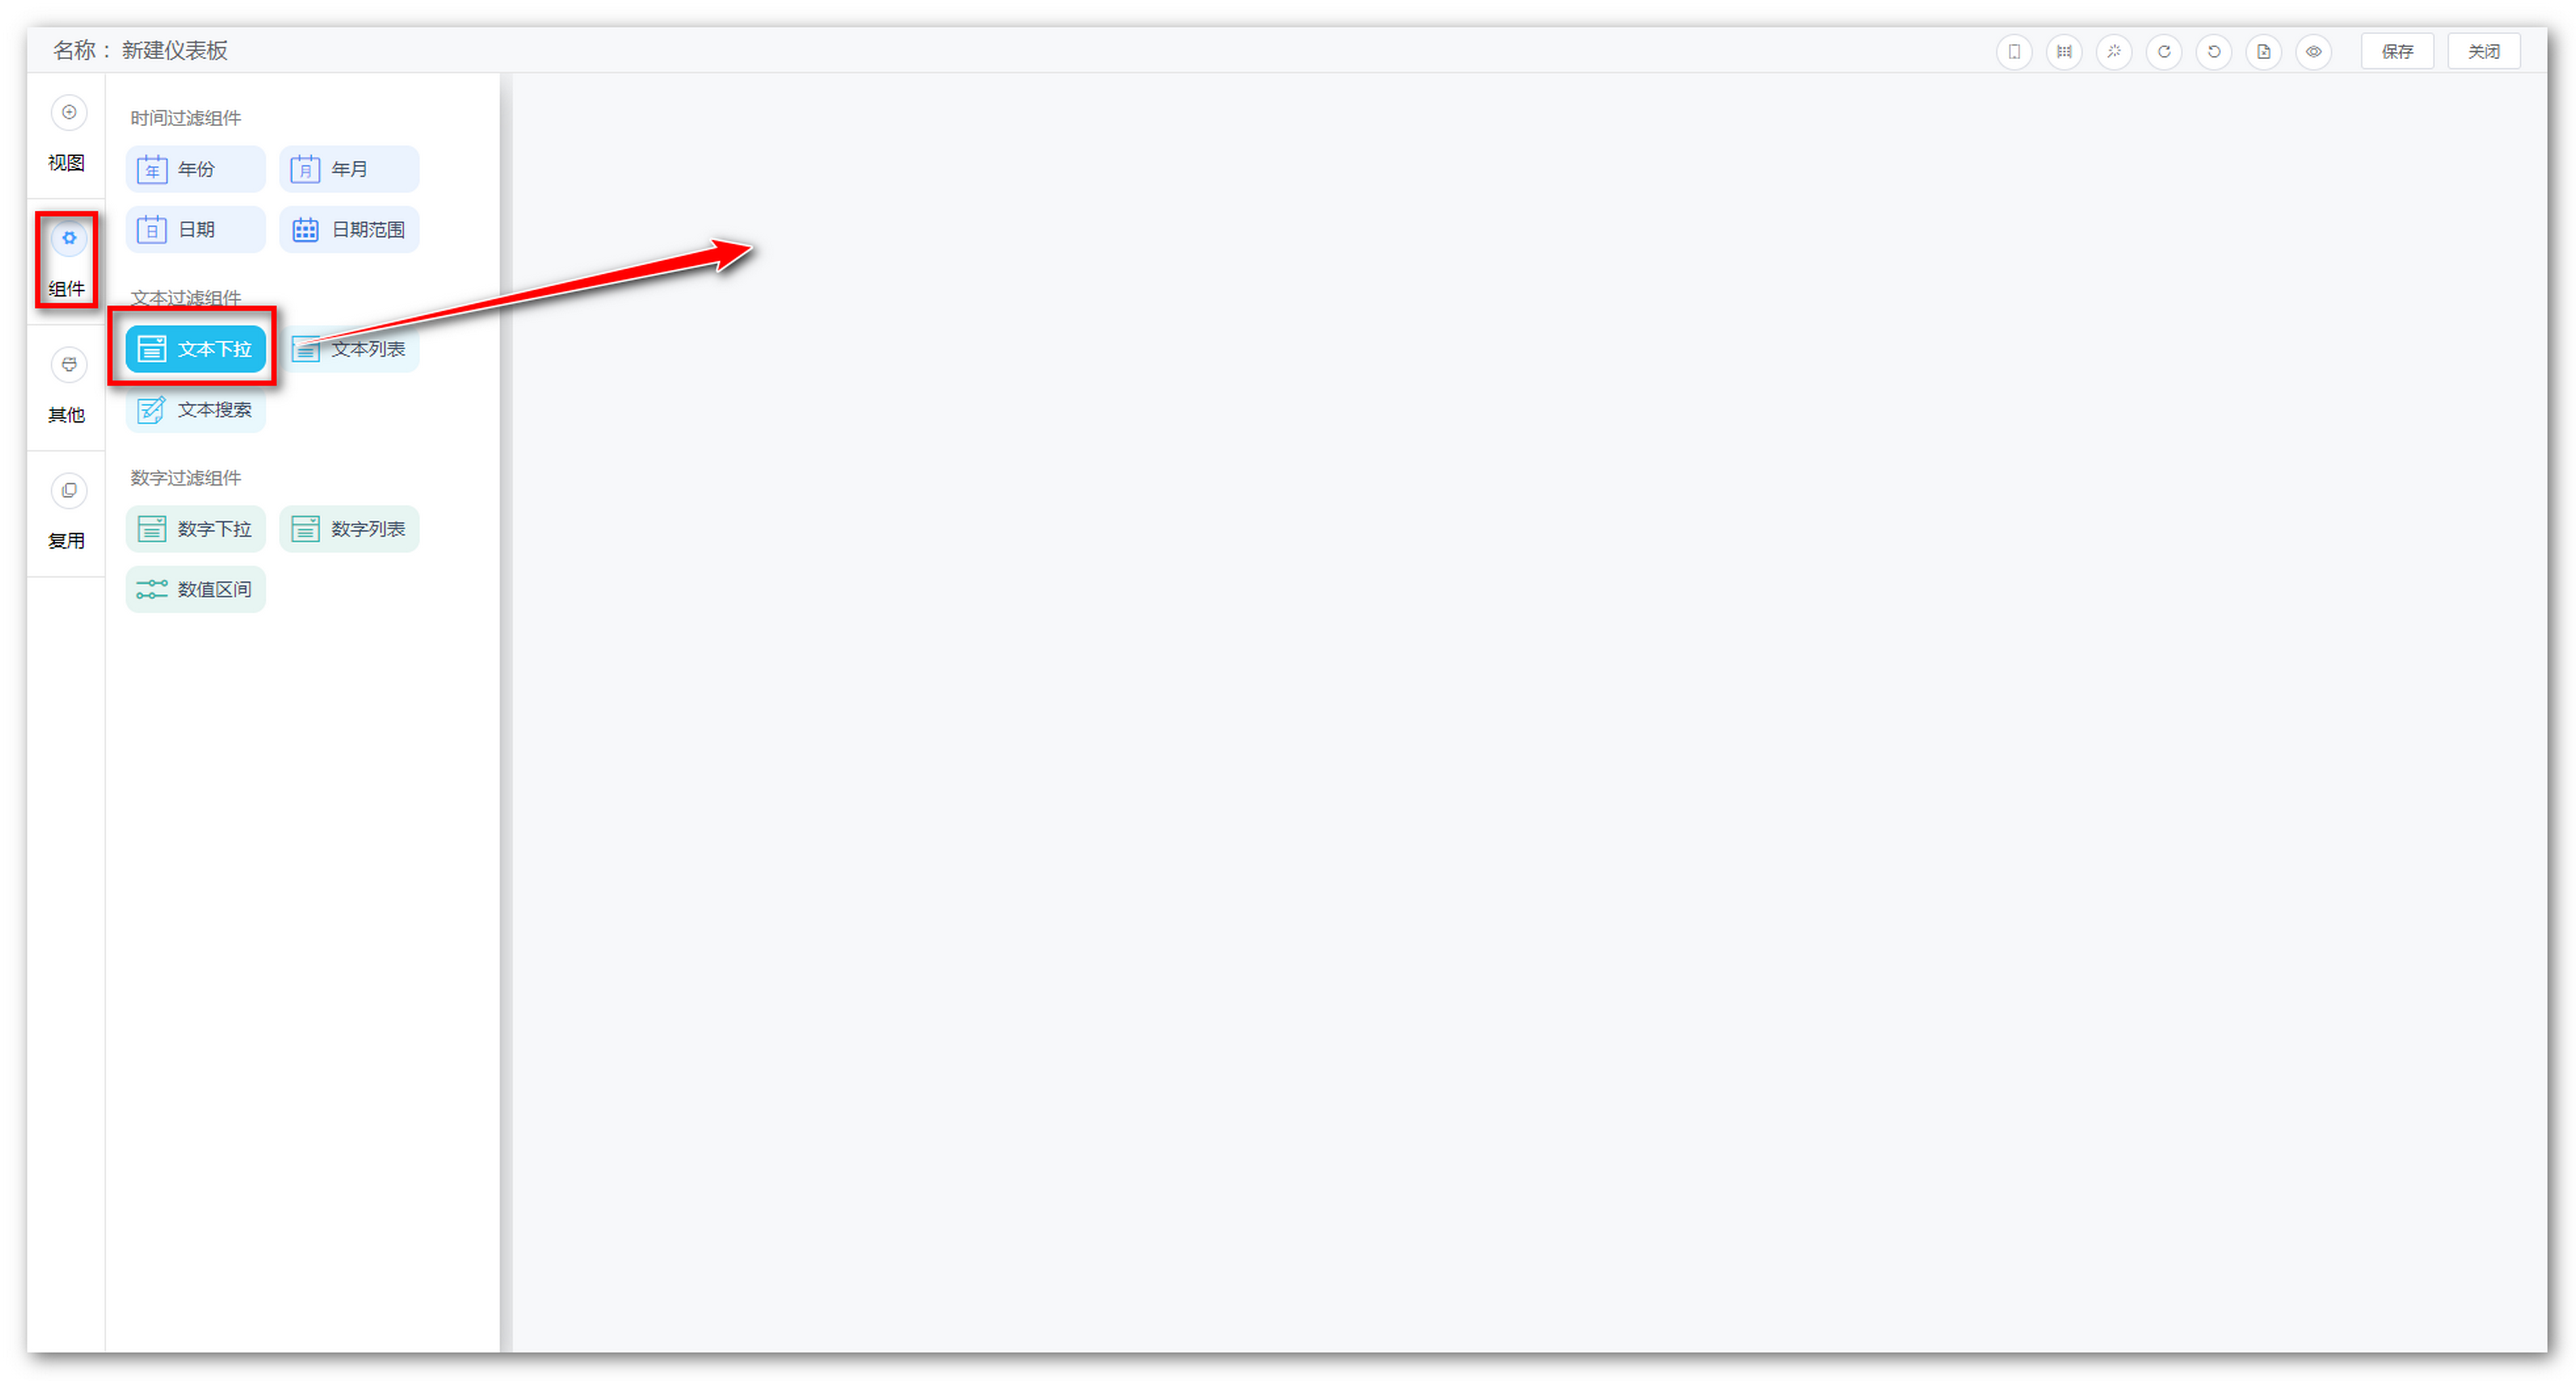 名称： 新建仪表板
保存 关闭
视图
组件
其他
复用
时间过滤组件
年 年份 月 年月
日 日期 日期范围
文本过滤组件
文本下拉 文本列表
文本搜索
数字过滤组件
数字下拉 数字列表
数值区间